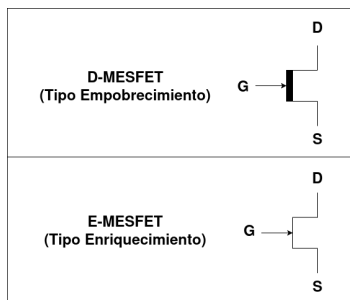 D
D-MESFET
(Tipo Empobrecimiento)
G
S
D
E-MESFET
(Tipo Enriquecimiento)
G
S